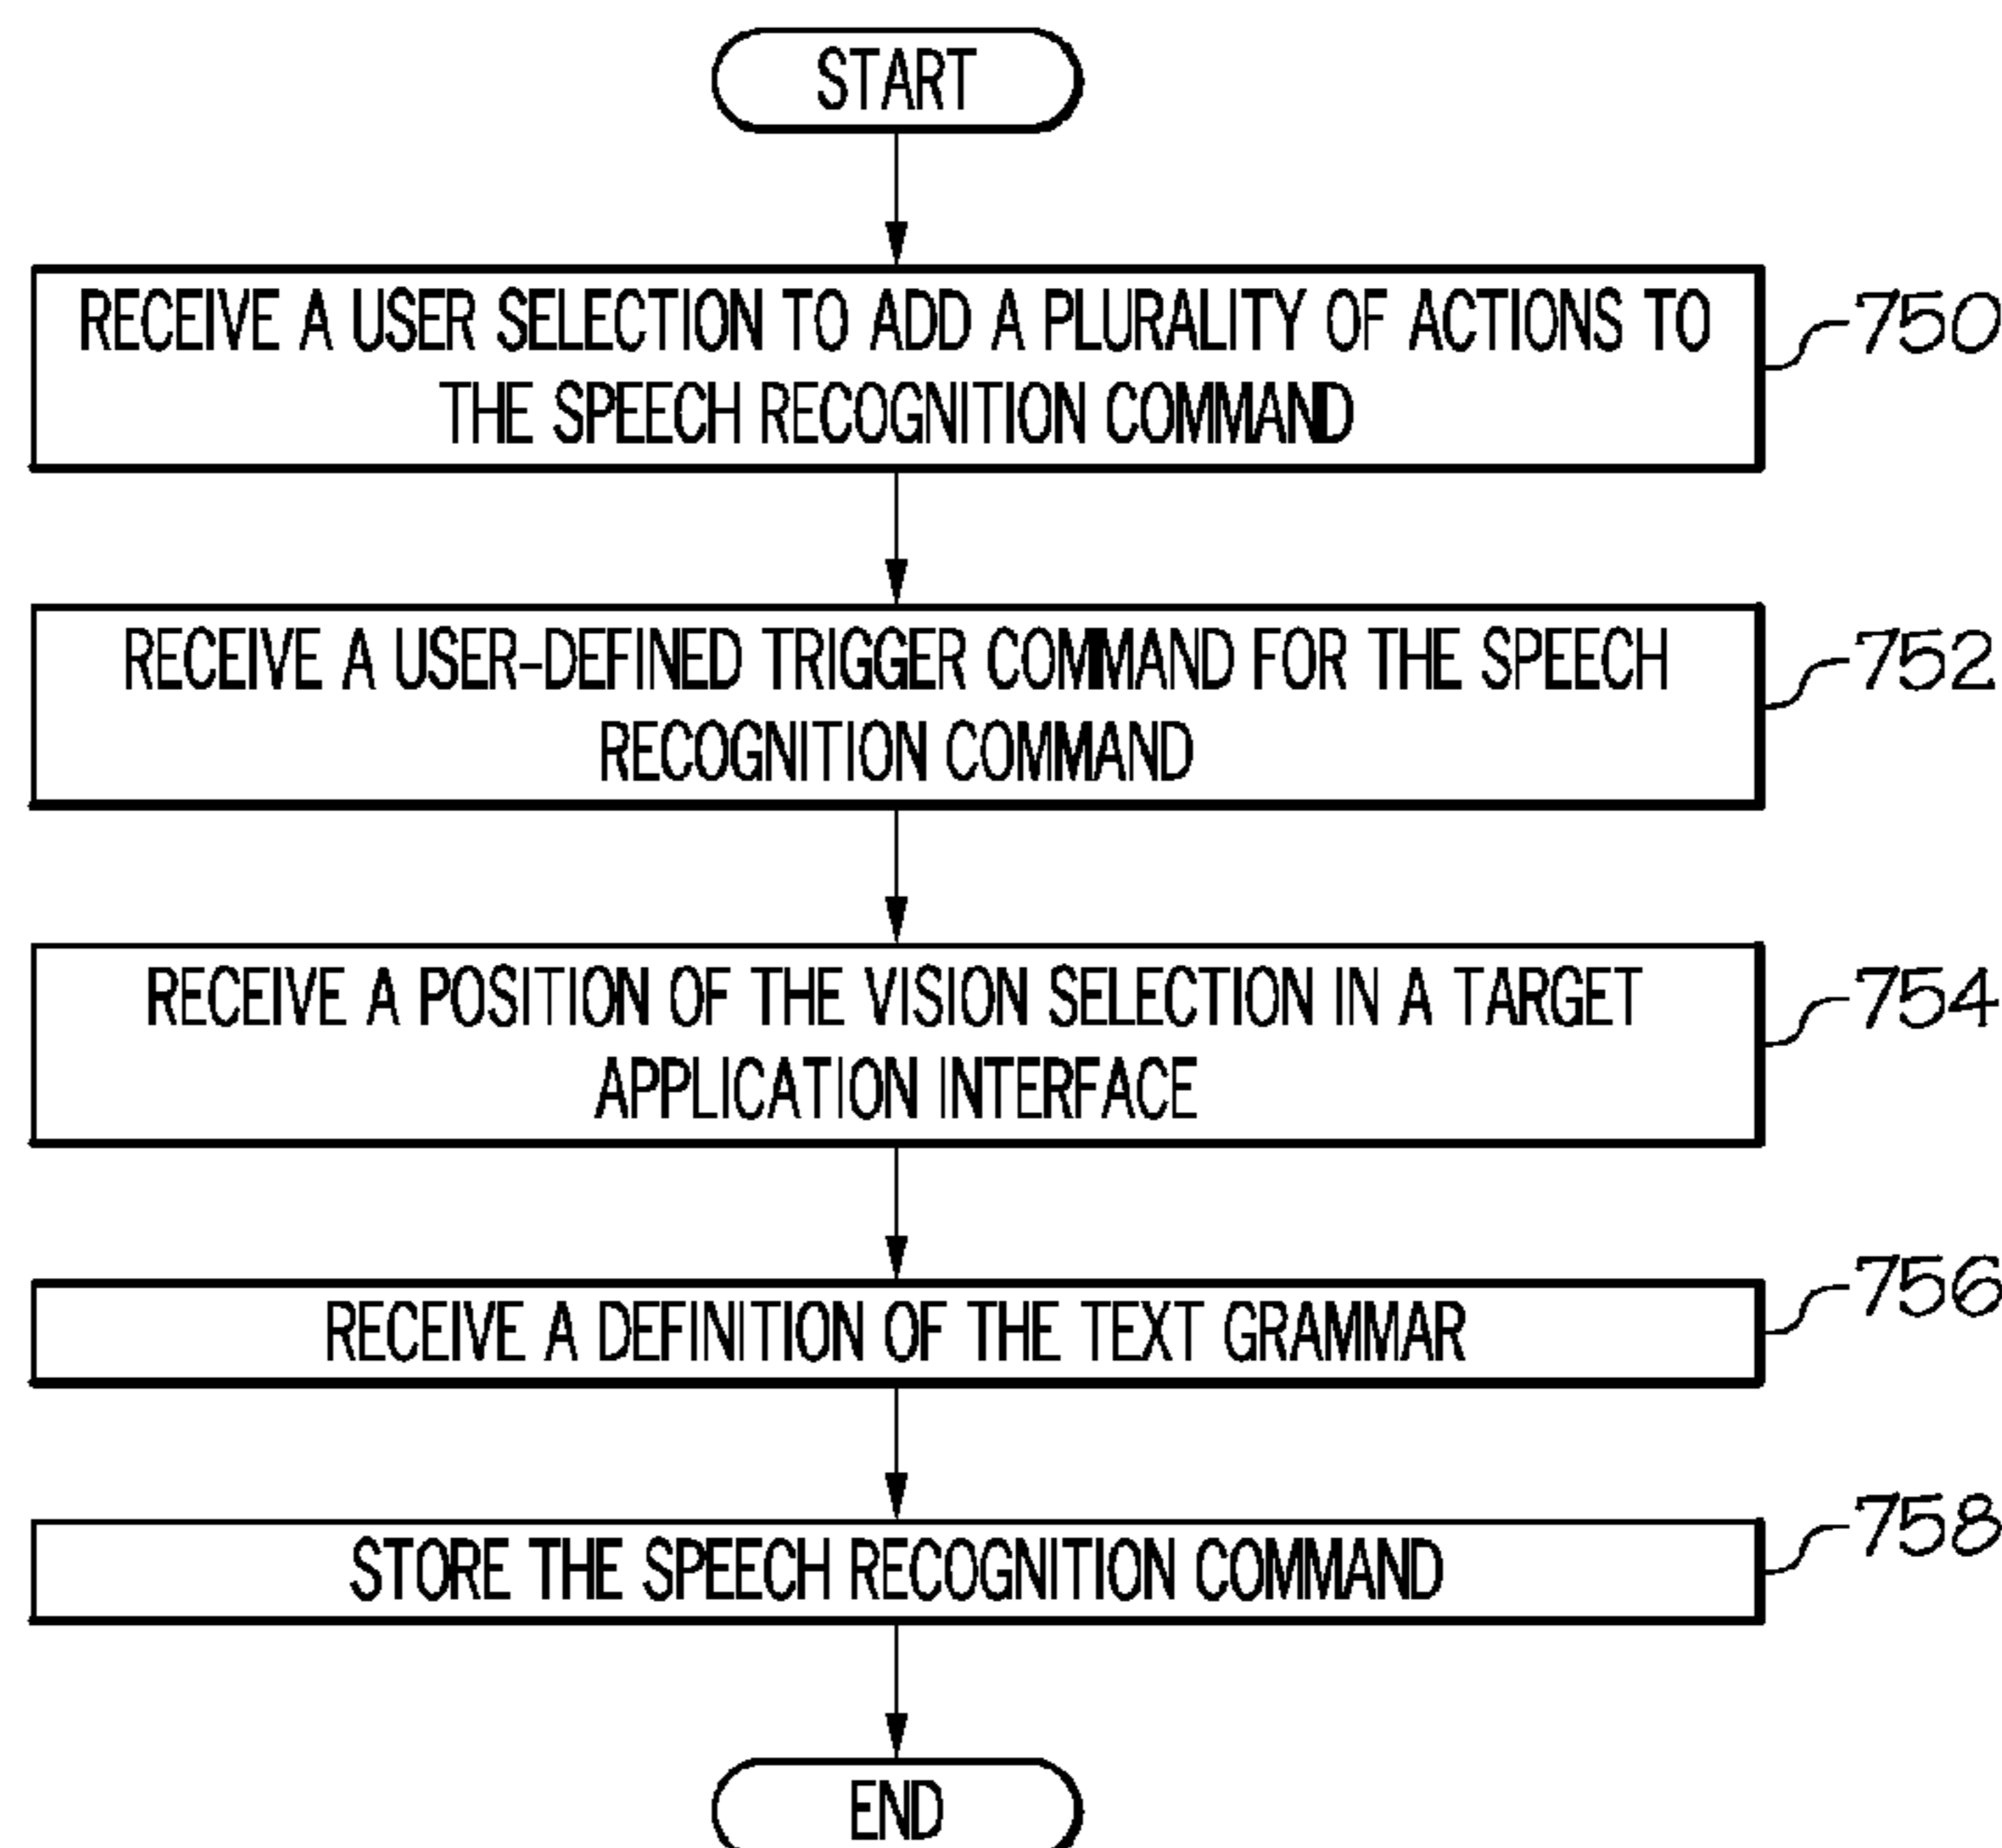 START
RECEIVE A USER SELECTION TO ADD A PLURALITY OF ACTIONS TO
THE SPEECH RECOGNITION COMMAND
750
RECEIVE A USER-DEFINED TRIGGER COMMAND FOR THE SPEECH
RECOGNITION COMMAND
752
RECEIVE A POSITION OF THE VISION SELECTION IN A TARGET
APPLICATION INTERFACE
754
RECEIVE A DEFINITION OF THE TEXT GRAMMAR
756
STORE THE SPEECH RECOGNITION COMMAND
758
END